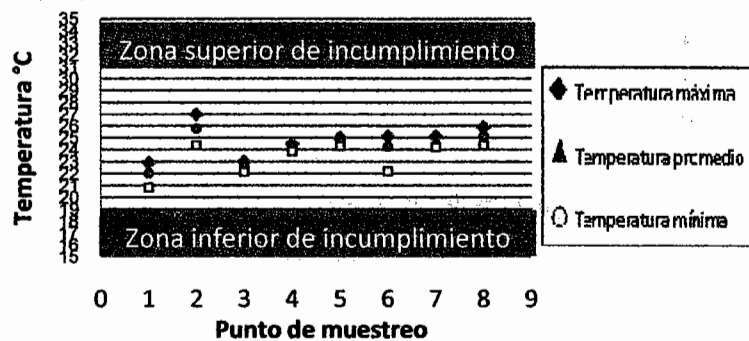 Temperatura °C
35
34
33
32
31
30
29
28
27
26
25
24
23
22
21
20
19
18
17
16
15
Zona superior de incumplimiento
Zona inferior de incumplimiento
0 1 2 3 4 5 6 7 8 9
Punto de muestreo
Temperatura máxima
Temperatura promedio
Temperatura mínima